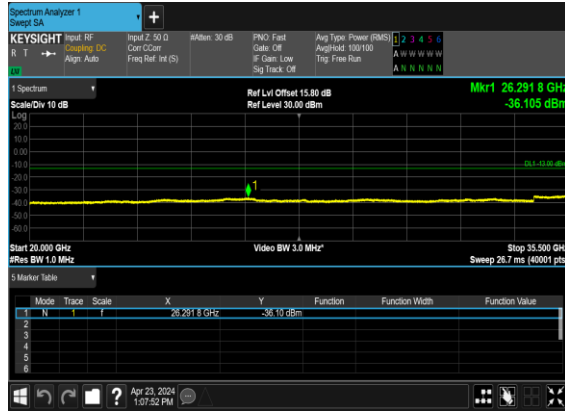 Spectrum Analyzer 1
Swept SA
+
KEYSIGHT Input: RF Input Z: 50 Ω #Atten: 30 dB PNO: Fast Avg Type: Power (RMS) 1 2 3 4 5 6
R T Coupling: DC Corr CCorr Gate: Off Avg|Hold: 100/100 A W W W W W
Align: Auto Freq Ref: Int (S) IF Gain: Low Trig: Free Run
LXI Sig Track: Off A N N N N N
1 Spectrum Ref Lvl Offset 15.80 dB Mkr1 26.291 8 GHz
Scale/Div 10 dB Ref Level 30.00 dBm -36.105 dBm
Log
20.0
10.0
0.00
-10.0 DL1 -13.00 dBm
-20.0
1
-30.0
-40.0
-50.0
-60.0
Start 20.000 GHz Video BW 3.0 MHz* Stop 35.500 GHz
#Res BW 1.0 MHz Sweep 26.7 ms (40001 pts)
5 Marker Table
Mode Trace Scale X Y Function Function Width Function Value
1 N 1 f 26.291 8 GHz -36.10 dBm
2
3
4
5
6
? Apr 23, 2024
1:07:52 PM